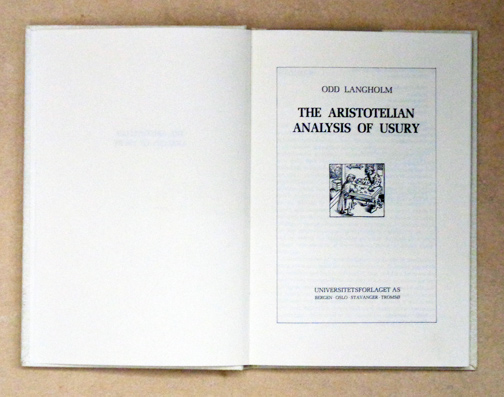 ODD LANGHOLM
THE ARISTOTELIAN
ANALYSIS OF USURY
UNIVERSITETSFORLAGET AS
BERGEN OSLO STAVANGER TROMSØ